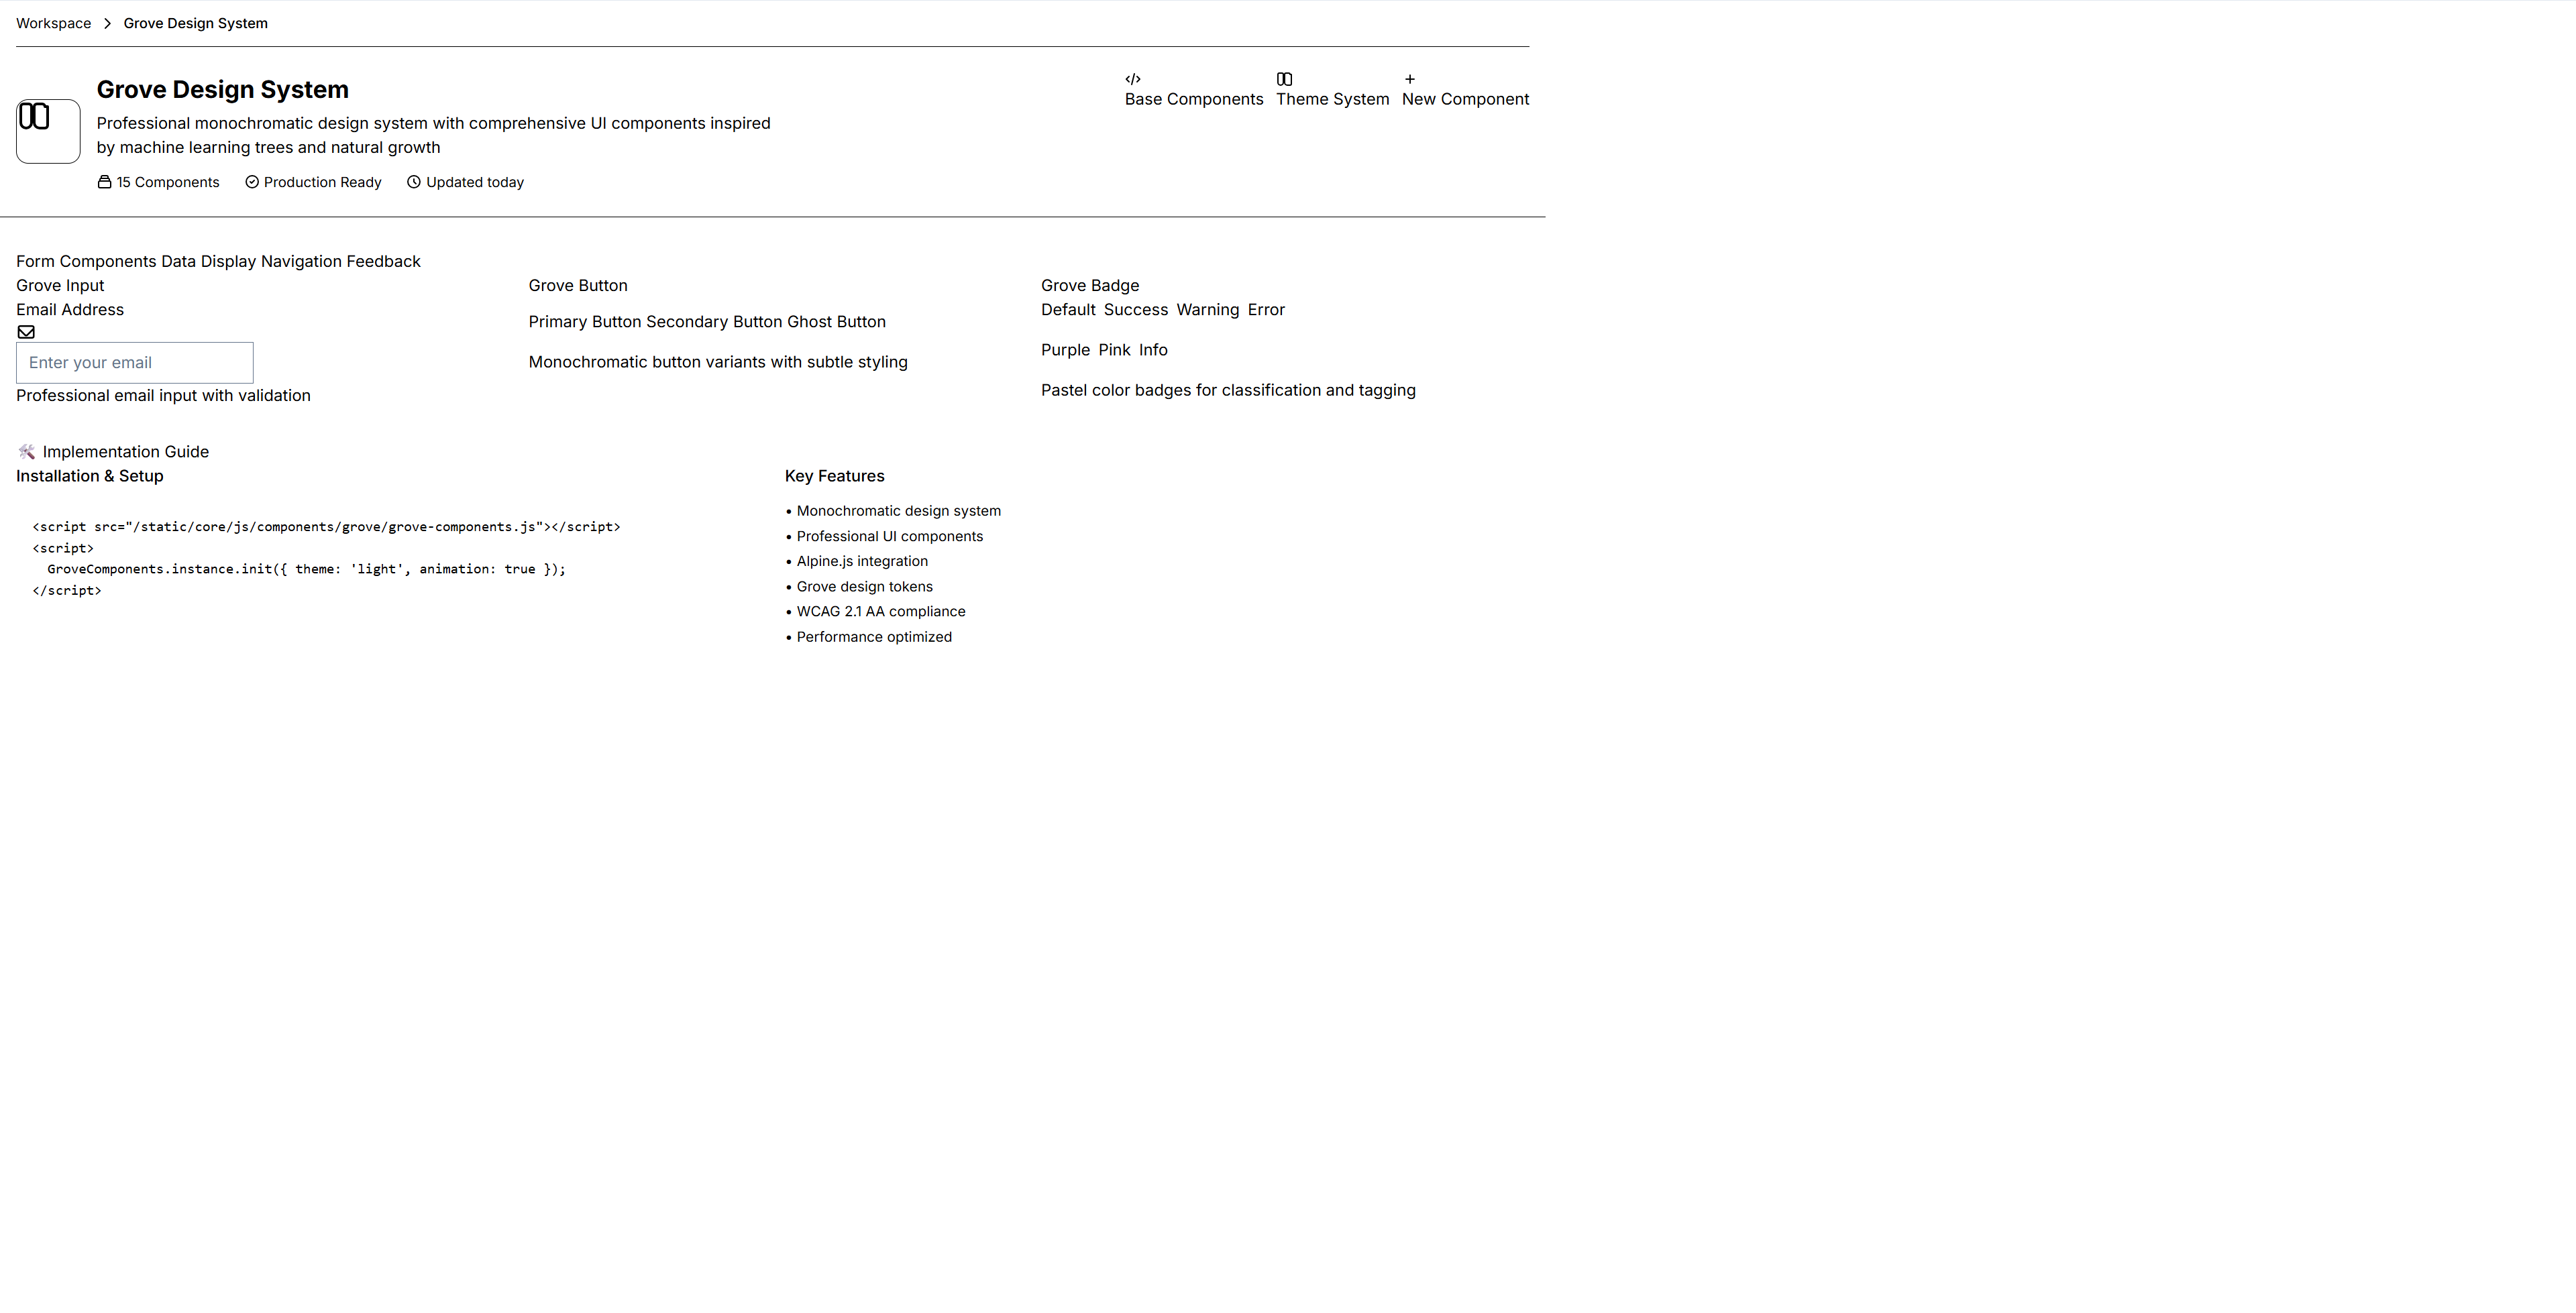 Workspace > Grove Design System
Grove Design System
Professional monochromatic design system with comprehensive UI components inspired
by machine learning trees and natural growth
15 Components Production Ready Updated today
Base Components Theme System New Component
Form Components Data Display Navigation Feedback
Grove Input
Email Address
Enter your email
Professional email input with validation
Grove Button
Primary Button Secondary Button Ghost Button
Monochromatic button variants with subtle styling
Grove Badge
Default Success Warning Error
Purple Pink Info
Pastel color badges for classification and tagging
🛠️ Implementation Guide
Installation & Setup
<script src="/static/core/js/components/grove/grove-components.js"></script>
<script>
  GroveComponents.instance.init({ theme: 'light', animation: true });
</script>
Key Features
• Monochromatic design system
• Professional UI components
• Alpine.js integration
• Grove design tokens
• WCAG 2.1 AA compliance
• Performance optimized